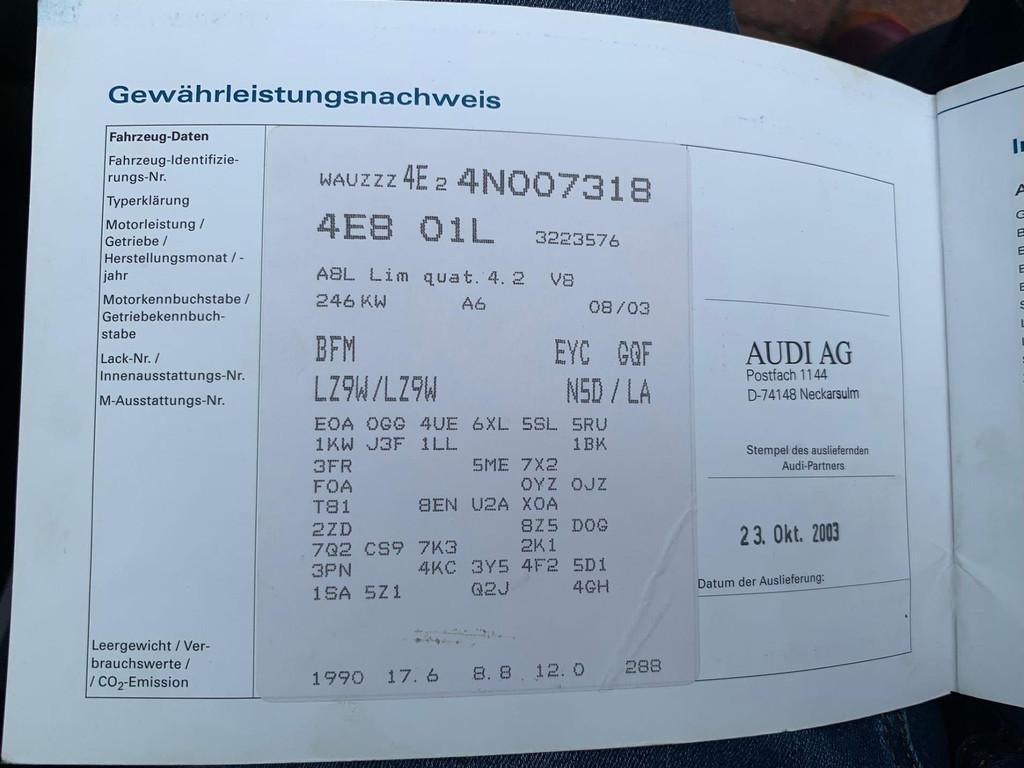 Gewährleistungsnachweis
Fahrzeug-Daten
Fahrzeug-Identifizie-
rungs-Nr.
Typerklärung
Motorleistung /
Getriebe /
Herstellungsmonat / -
jahr
Motorkennbuchstabe /
Getriebekennbuch-
stabe
Lack-Nr. /
Innenausstattungs-Nr.
M-Ausstattungs-Nr.
Leergewicht / Ver-
brauchswerte /
/ CO2-Emission
WAUZZZ 4E 2 4N007318
4E8 01L 3223576
A8L Lim quat. 4. 2 V8
246 KW A6 08/03
BFM EYC GQF
LZ9W/LZ9W N5D / LA
E0A 0GG 4UE 6XL 5SL 5RU
1KW J3F 1LL 1BK
3FR 5ME 7X2
F0A 0YZ 0JZ
T81 8EN U2A X0A
2ZD 8Z5 D0G
7Q2 CS9 7K3 2K1
3PN 4KC 3Y5 4F2 5D1
1SA 5Z1 Q2J 4GH
1990 17. 6 8. 8 12. 0 288
AUDI AG
Postfach 1144
D-74148 Neckarsulm
Stempel des ausliefernden
Audi-Partners
23. Okt. 2003
Datum der Auslieferung: